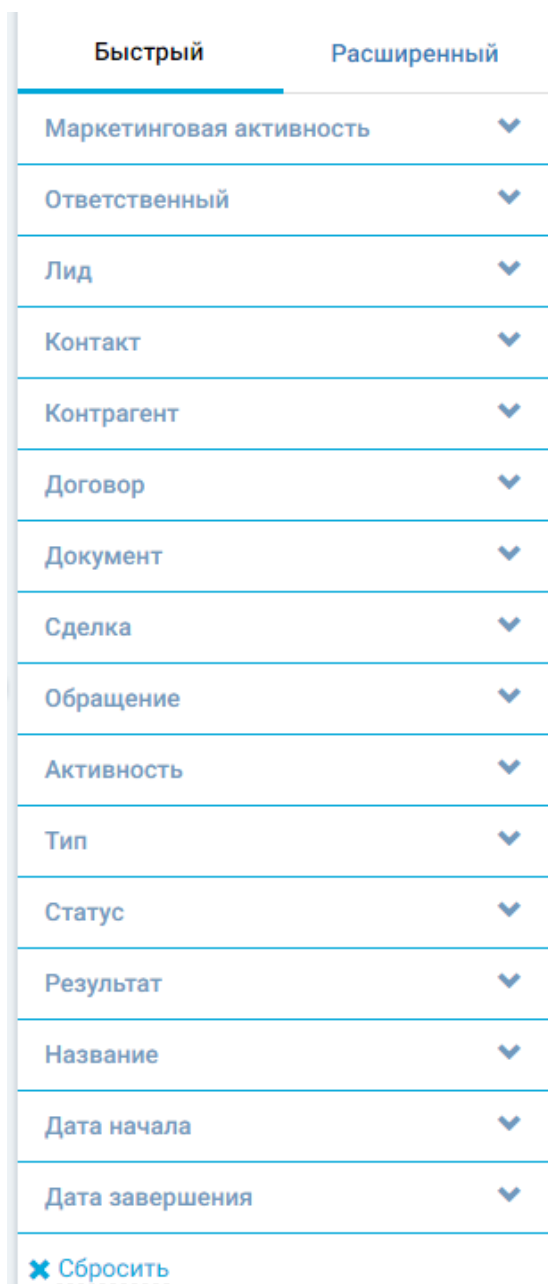 Быстрый Расширенный
Маркетинговая активность
Ответственный
Лид
Контакт
Контрагент
Договор
Документ
Сделка
Обращение
Активность
Тип
Статус
Результат
Название
Дата начала
Дата завершения
Сбросить